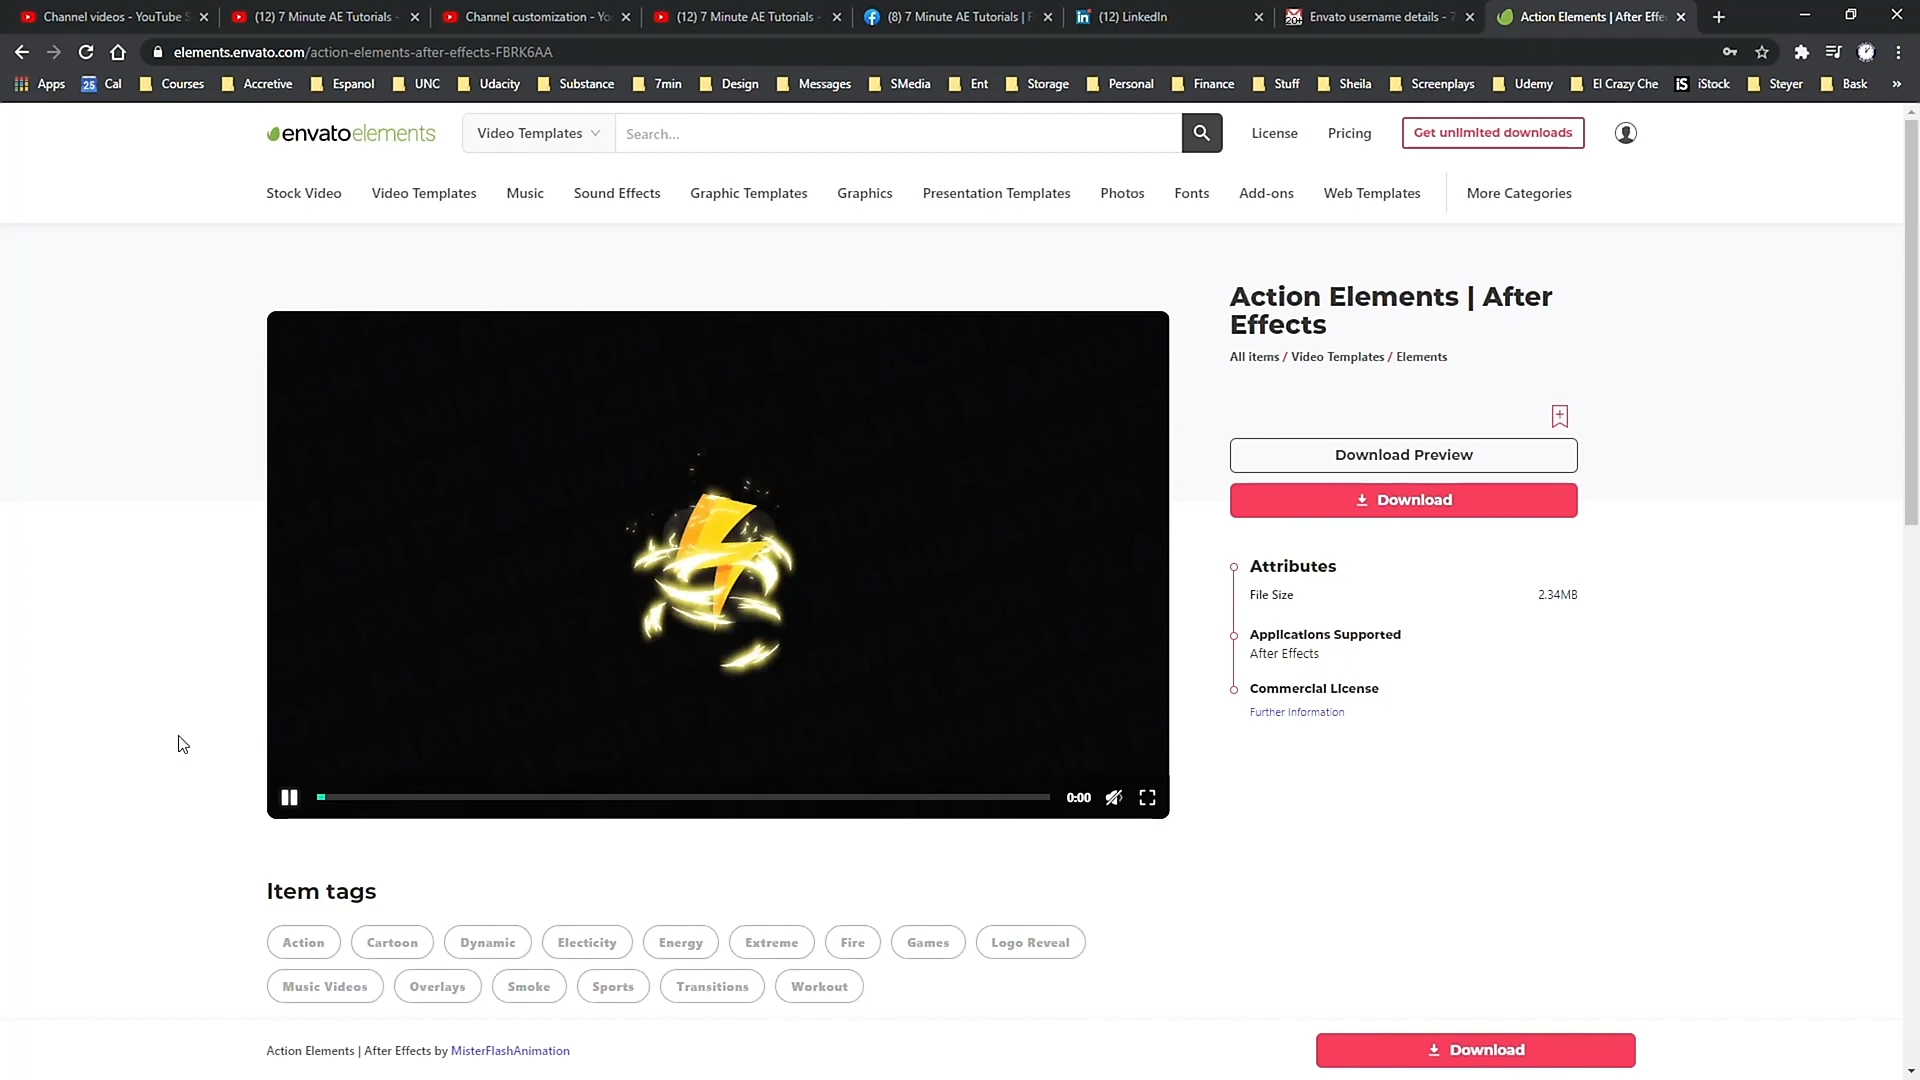 Channel videos - YouTube S
(12) 7 Minute AE Tutorials -
Channel customization - Yo
(12) 7 Minute AE Tutorials -
(8) 7 Minute AE Tutorials | F
(12) LinkedIn
Envato username details - 7
Action Elements | After Effe
elements.envato.com/action-elements-after-effects-FBRK6AA
Apps
25 Cal
Courses
Accretive
Espanol
UNC
Udacity
Substance
7min
Design
Messages
SMedia
Ent
Storage
Personal
Finance
Stuff
Sheila
Screenplays
Udemy
El Crazy Che
iS iStock
Steyer
Bask
»
envatoelements
Video Templates
Search...
License
Pricing
Get unlimited downloads
Stock Video
Video Templates
Music
Sound Effects
Graphic Templates
Graphics
Presentation Templates
Photos
Fonts
Add-ons
Web Templates
More Categories
Action Elements | After
Effects
All items / Video Templates / Elements
Download Preview
Download
Attributes
File Size 2.34MB
Applications Supported
After Effects
Commercial License
Further Information
0:00
Item tags
Action
Cartoon
Dynamic
Electicity
Energy
Extreme
Fire
Games
Logo Reveal
Music Videos
Overlays
Smoke
Sports
Transitions
Workout
Action Elements | After Effects by MisterFlashAnimation
Download